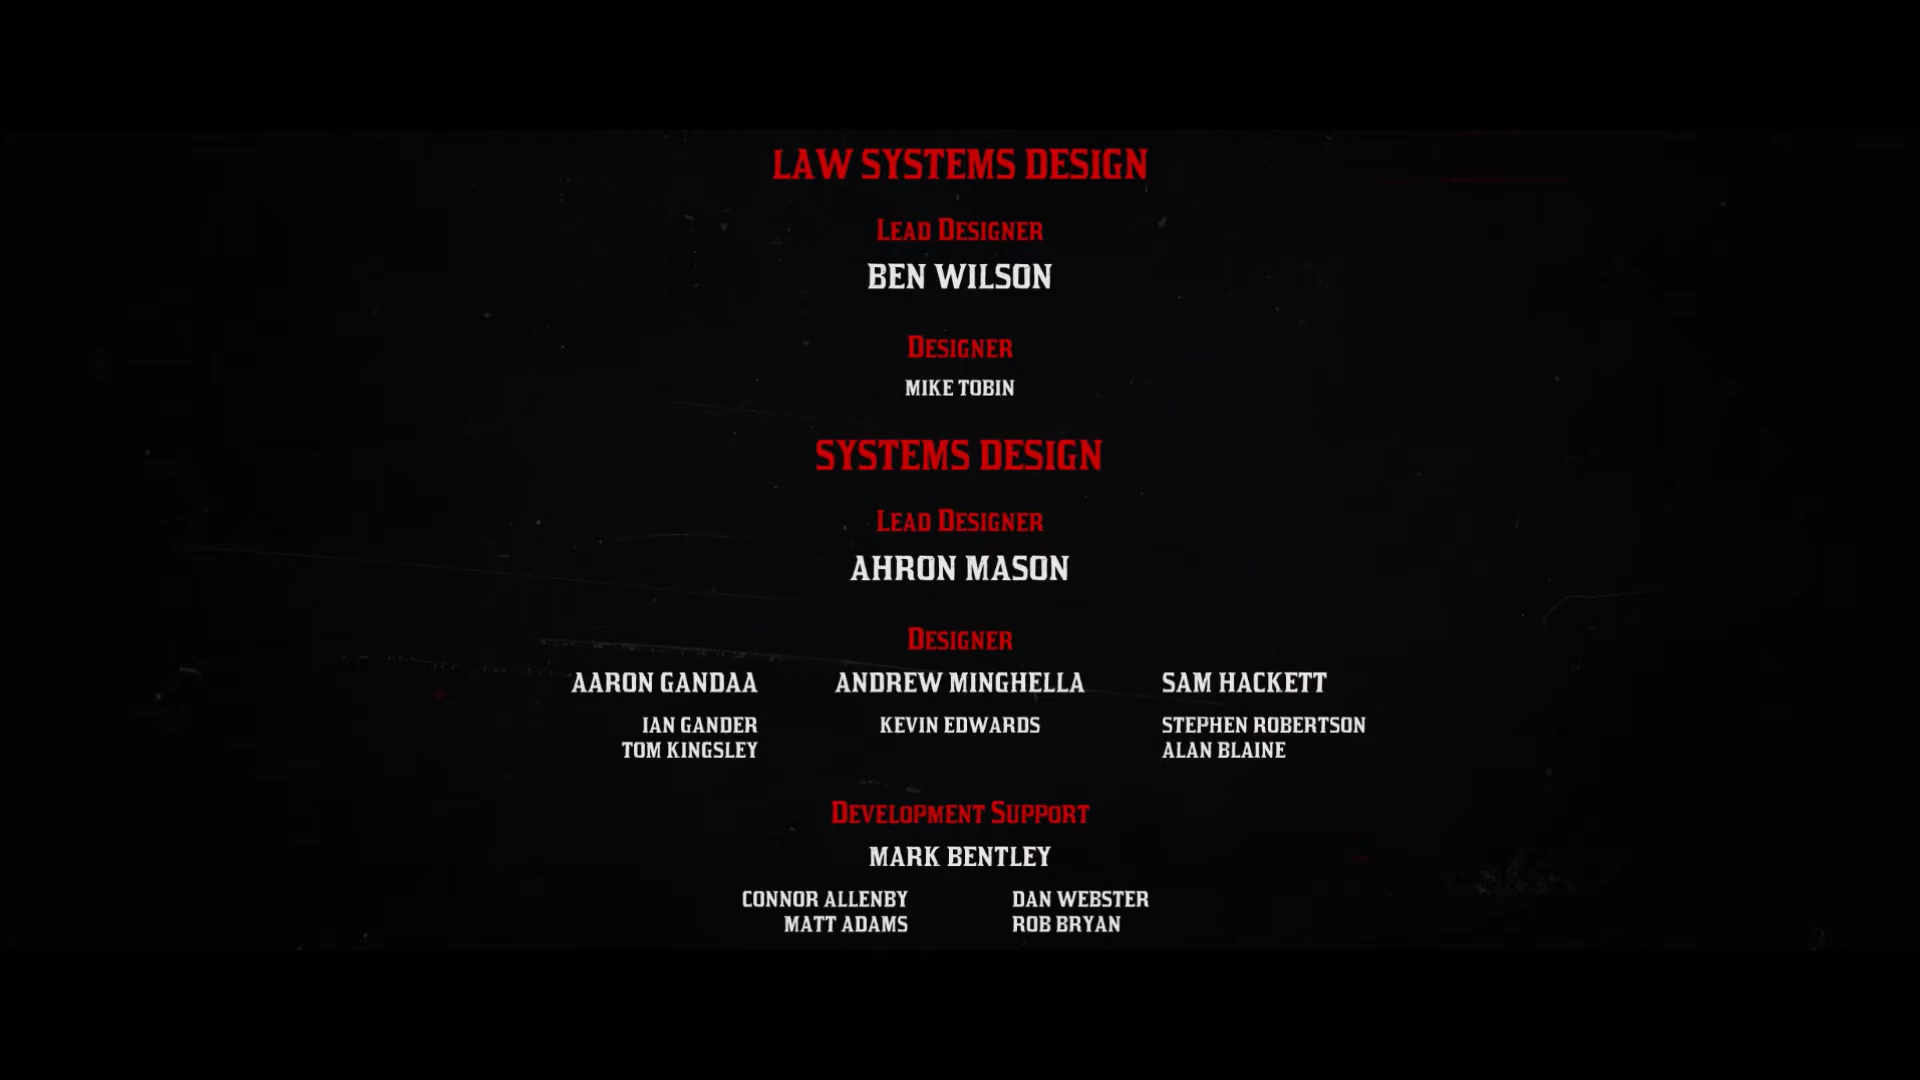 LAW SYSTEMS DESIGN
LEAD DESIGNER
BEN WILSON
DESIGNER
MIKE TOBIN
SYSTEMS DESIGN
LEAD DESIGNER
AHRON MASON
DESIGNER
AARON GANDAA ANDREW MINGHELLA SAM HACKETT
IAN GANDER KEVIN EDWARDS STEPHEN ROBERTSON
TOM KINGSLEY ALAN BLAINE
DEVELOPMENT SUPPORT
MARK BENTLEY
CONNOR ALLENBY DAN WEBSTER
MATT ADAMS ROB BRYAN